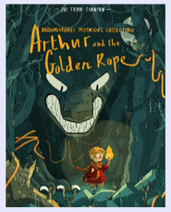 JOE TODD-STANTON
BROWNSTONE'S MYTHICAL COLLECTION
Arthur and the
Golden Rope